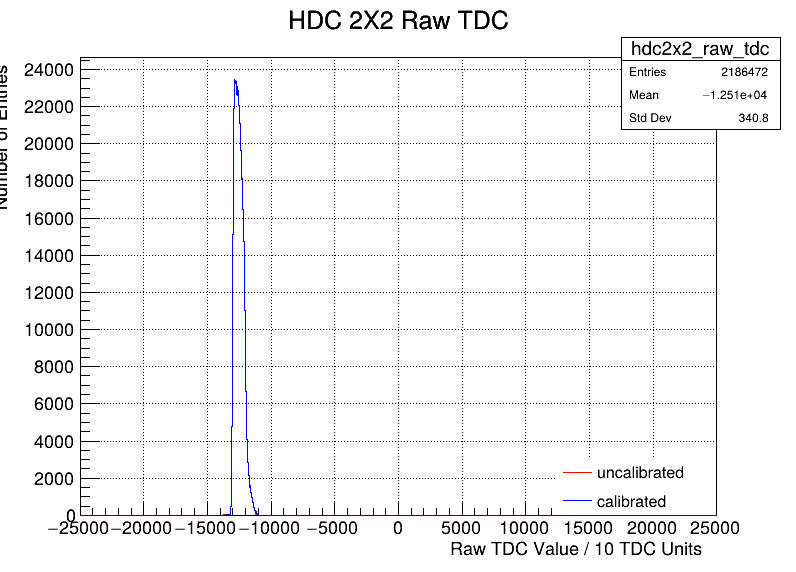 HDC 2X2 Raw TDC
hdc2x2_raw_tdc
Entries 2186472
Mean −1.251e+04
Std Dev 340.8
Number of Entries
24000
22000
20000
18000
16000
14000
12000
10000
8000
6000
4000
2000
0
uncalibrated
calibrated
−25000 −20000 −15000 −10000 −5000 0 5000 10000 15000 20000 25000
Raw TDC Value / 10 TDC Units